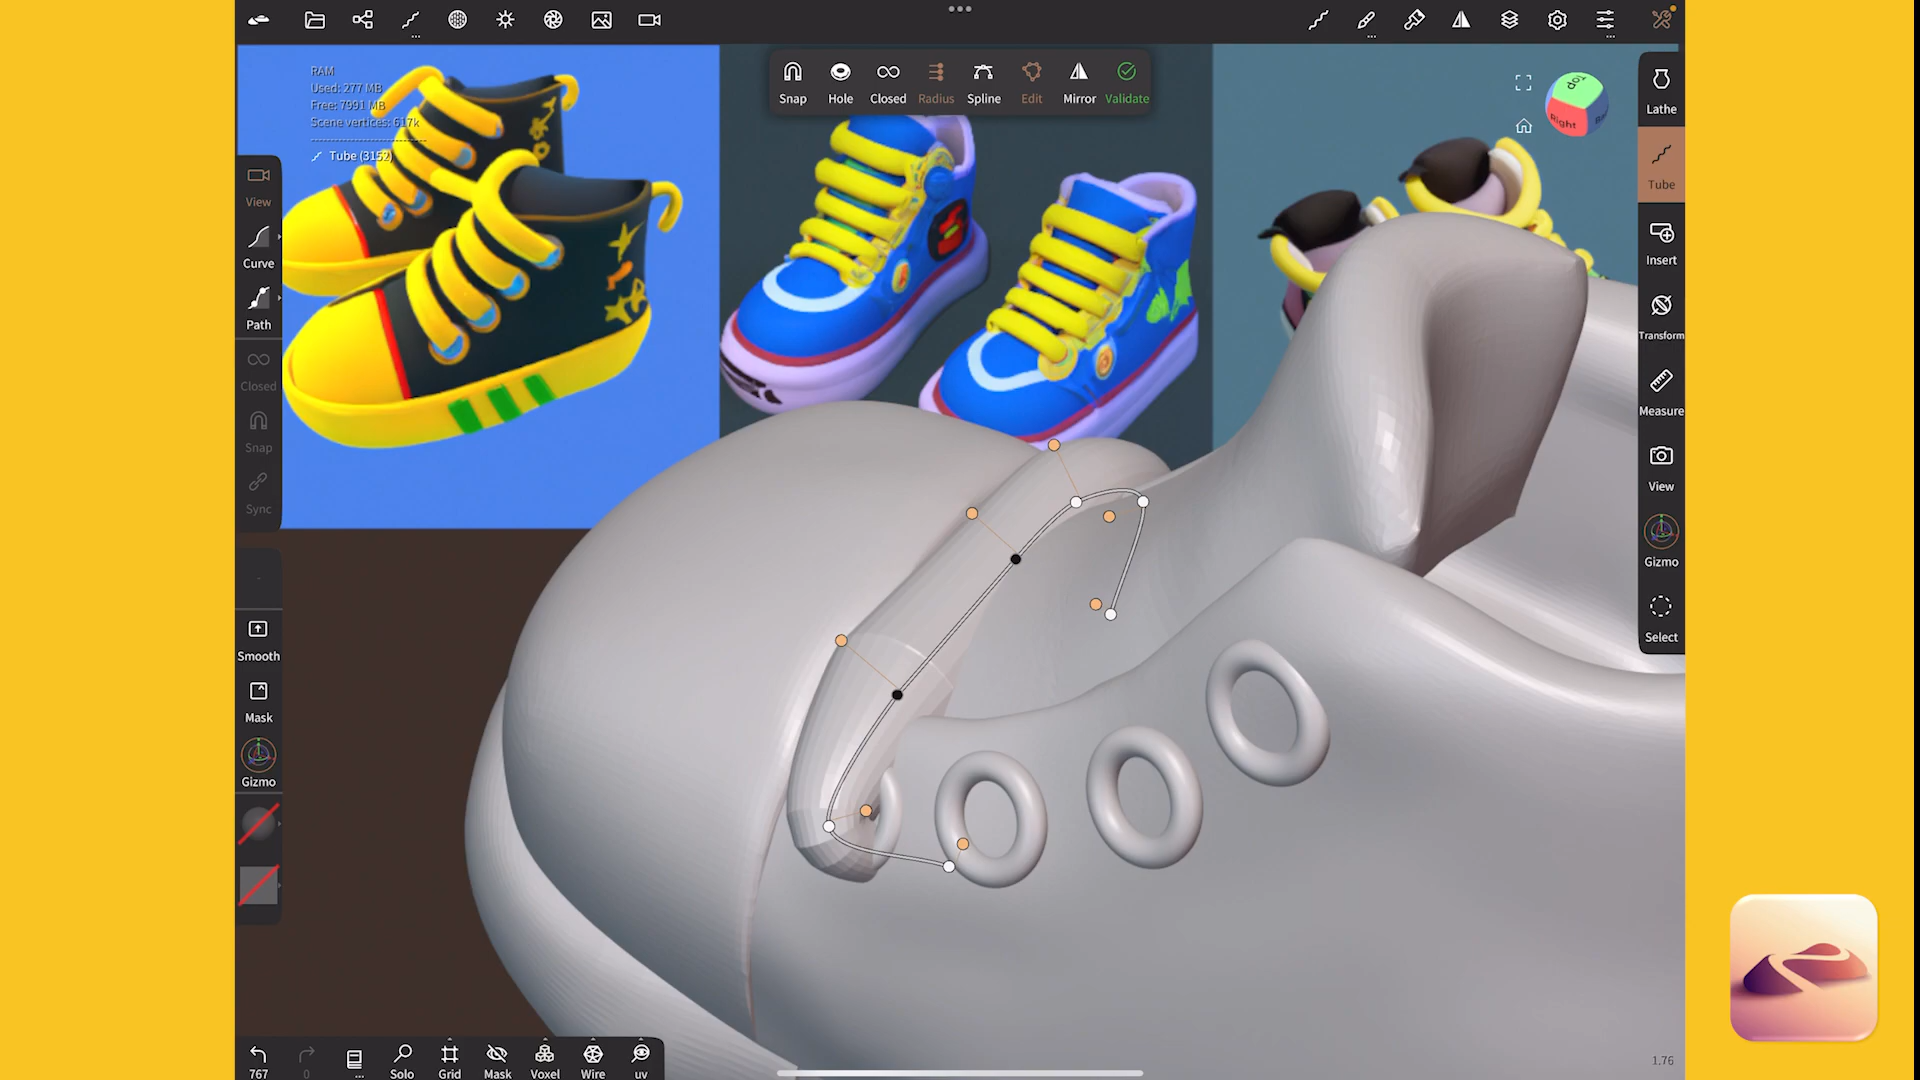 RAM
Used: 277 MB
Free: 7991 MB
Scene vertices: 617k
Tube (3152)
Snap
Hole
Closed
Radius
Spline
Edit
Mirror
Validate
Top
Right
View
Curve
Path
Closed
Snap
Sync
Smooth
Mask
Gizmo
Lathe
Tube
Insert
Transform
Measure
View
Gizmo
Select
767
0
Solo
Grid
Mask
Voxel
Wire
uv
1.76